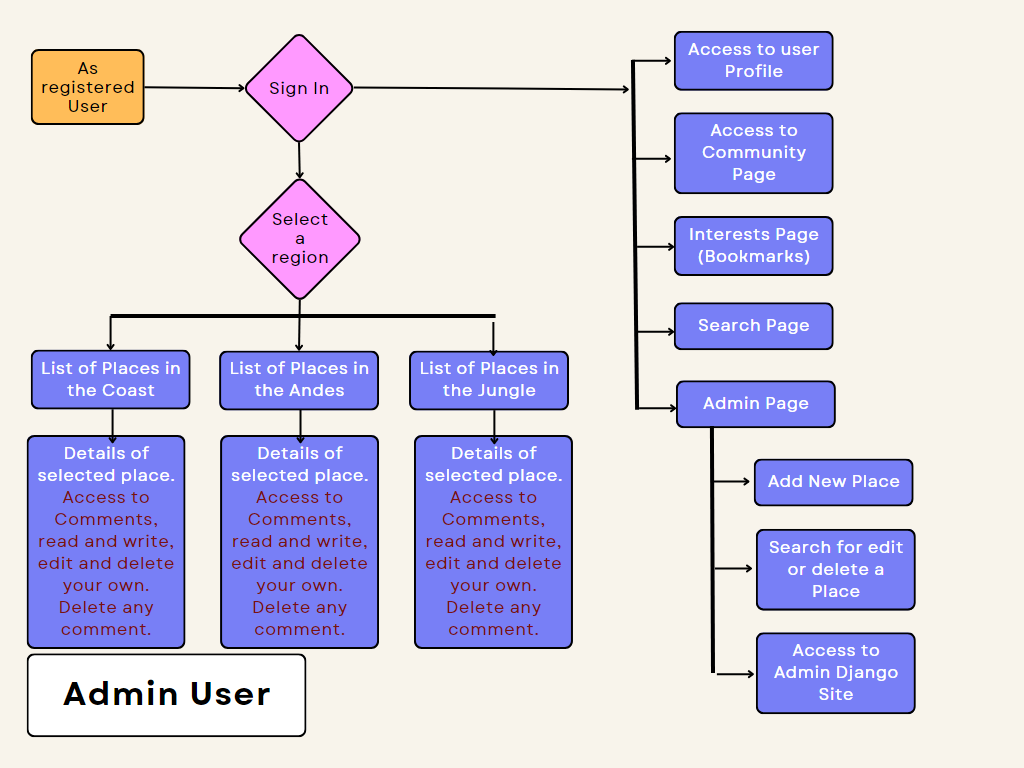 As
registered
User
Sign In
Select
a
region
List of Places in
the Coast
List of Places in
the Andes
List of Places in
the Jungle
Details of
selected place.
Access to
Comments,
read and write,
edit and delete
your own.
Delete any
comment.
Details of
selected place.
Access to
Comments,
read and write,
edit and delete
your own.
Delete any
comment.
Details of
selected place.
Access to
Comments,
read and write,
edit and delete
your own.
Delete any
comment.
Admin User
Access to user
Profile
Access to
Community
Page
Interests Page
(Bookmarks)
Search Page
Admin Page
Add New Place
Search for edit
or delete a
Place
Access to
Admin Django
Site